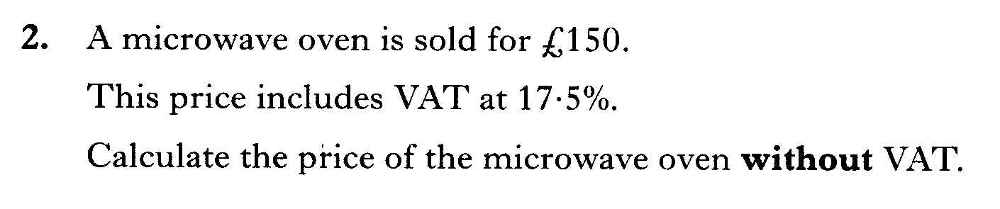 2. A microwave oven is sold for £150.
This price includes VAT at 17·5%.
Calculate the price of the microwave oven without VAT.